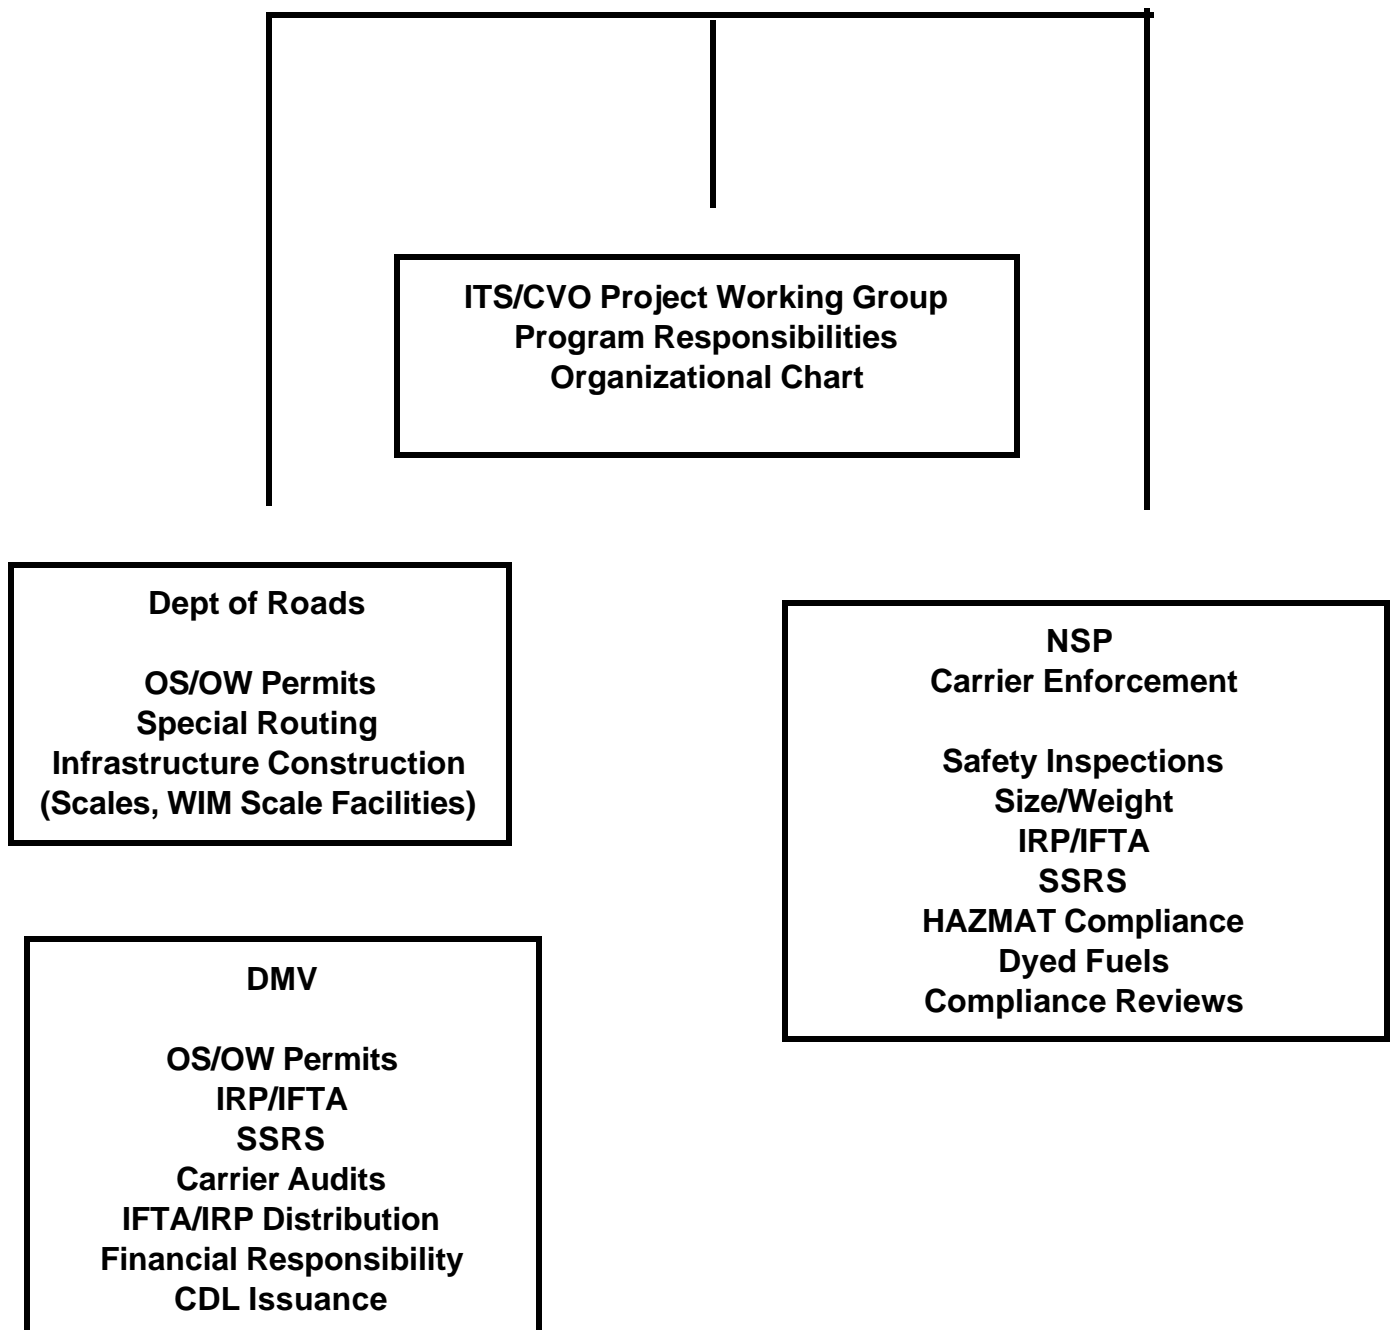 ITS/CVO Project Working Group
Program Responsibilities
Organizational Chart
Dept of Roads
OS/OW Permits
Special Routing
Infrastructure Construction
(Scales, WIM Scale Facilities)
NSP
Carrier Enforcement
Safety Inspections
Size/Weight
IRP/IFTA
SSRS
HAZMAT Compliance
Dyed Fuels
Compliance Reviews
DMV
OS/OW Permits
IRP/IFTA
SSRS
Carrier Audits
IFTA/IRP Distribution
Financial Responsibility
CDL Issuance